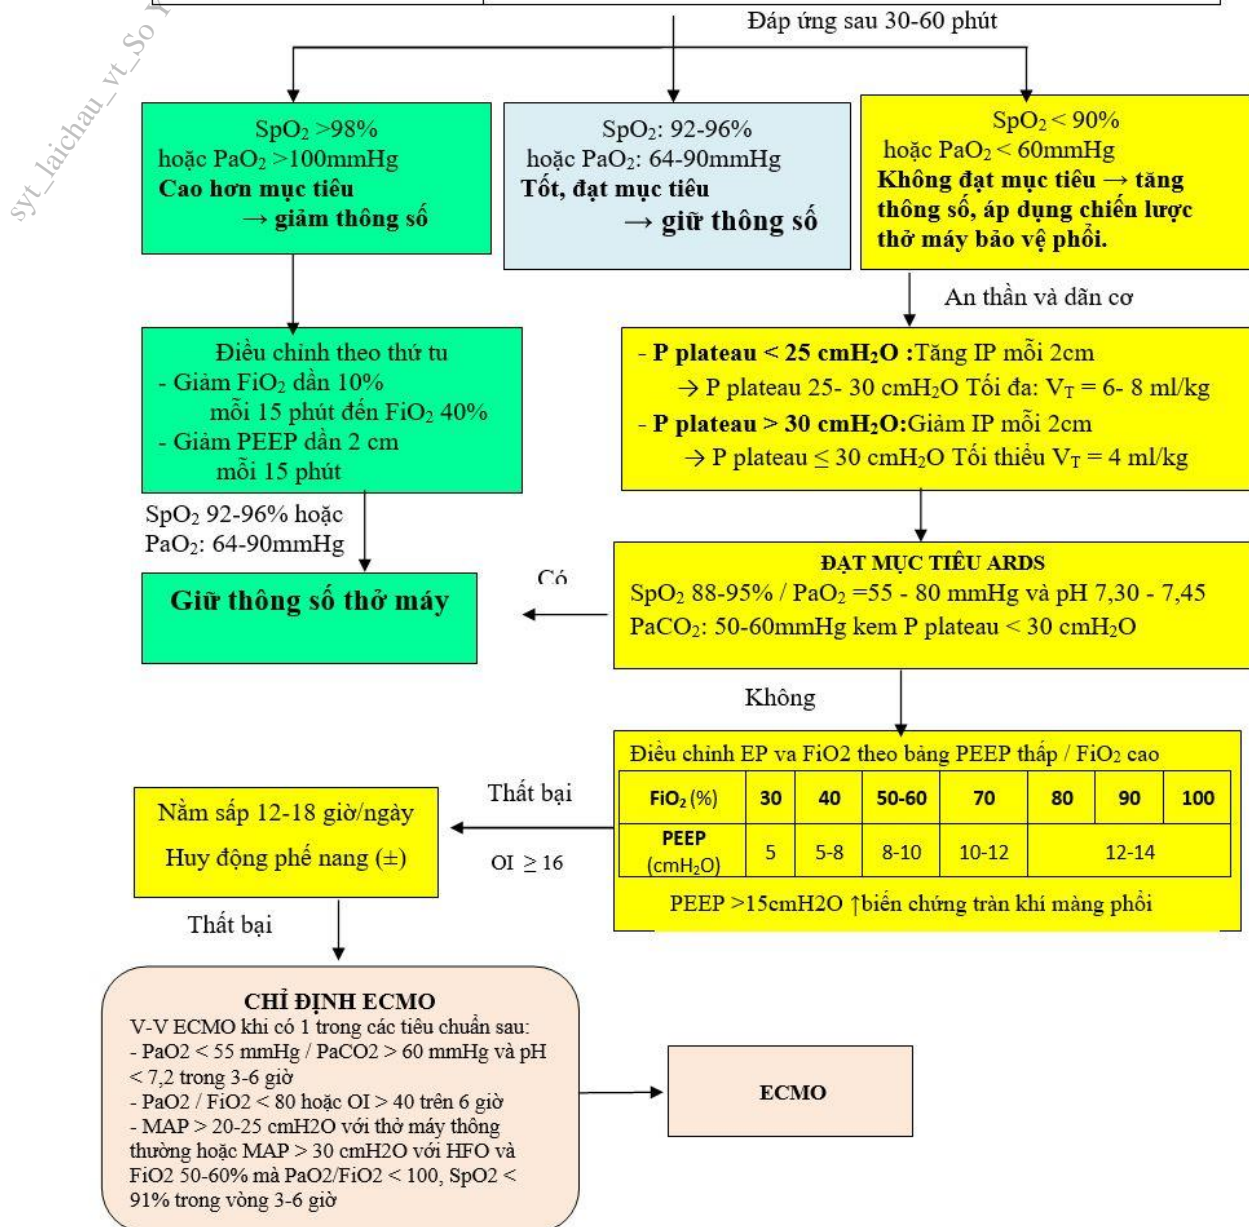 syt_laichau_vt_So Y
Đáp ứng sau 30-60 phút
SpO₂ >98%
hoặc PaO₂ >100mmHg
Cao hơn mục tiêu
→ giảm thông số
SpO₂: 92-96%
hoặc PaO₂: 64-90mmHg
Tốt, đạt mục tiêu
→ giữ thông số
SpO₂ < 90%
hoặc PaO₂ < 60mmHg
Không đạt mục tiêu → tăng
thông số, áp dụng chiến lược
thở máy bảo vệ phổi.
An thần và dãn cơ
Điều chỉnh theo thứ tu
- Giảm FiO₂ dần 10%
mỗi 15 phút đến FiO₂ 40%
- Giảm PEEP dần 2 cm
mỗi 15 phút
- P plateau < 25 cmH₂O :Tăng IP mỗi 2cm
→ P plateau 25- 30 cmH₂O Tối đa: V_T = 6- 8 ml/kg
- P plateau > 30 cmH₂O:Giảm IP mỗi 2cm
→ P plateau ≤ 30 cmH₂O Tối thiểu V_T = 4 ml/kg
SpO₂ 92-96% hoặc
PaO₂: 64-90mmHg
Giữ thông số thở máy
Có
ĐẠT MỤC TIÊU ARDS
SpO₂ 88-95% / PaO₂ =55 - 80 mmHg và pH 7,30 - 7,45
PaCO₂: 50-60mmHg kem P plateau < 30 cmH₂O
Không
Điều chỉnh EP va FiO2 theo bảng PEEP thấp / FiO₂ cao
FiO₂ (%) 30 40 50-60 70 80 90 100
PEEP
(cmH₂O) 5 5-8 8-10 10-12 12-14
PEEP >15cmH2O ↑biến chứng tràn khí màng phổi
Thất bại
OI ≥ 16
Nằm sấp 12-18 giờ/ngày
Huy động phế nang (±)
Thất bại
CHỈ ĐỊNH ECMO
V-V ECMO khi có 1 trong các tiêu chuẩn sau:
- PaO2 < 55 mmHg / PaCO2 > 60 mmHg và pH
< 7,2 trong 3-6 giờ
- PaO2 / FiO2 < 80 hoặc OI > 40 trên 6 giờ
- MAP > 20-25 cmH2O với thở máy thông
thường hoặc MAP > 30 cmH2O với HFO và
FiO2 50-60% mà PaO2/FiO2 < 100, SpO2 <
91% trong vòng 3-6 giờ
ECMO